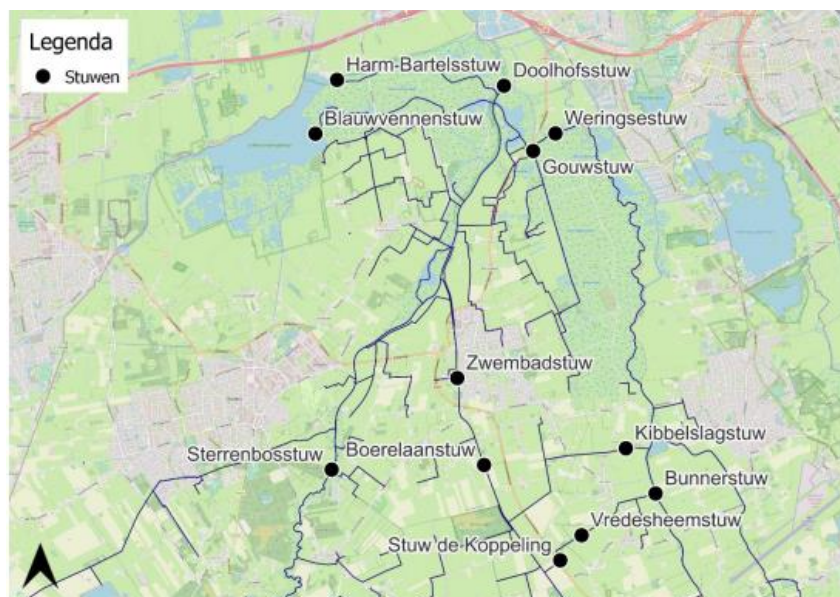 Legenda
Stuwen
Harm-Bartelsstuw
Doolhofsstuw
Blauwvennenstuw
Weringsestuw
Gouwstuw
Zwembadstuw
Sterrenbosstuw
Boerelaanstuw
Kibbelslagstuw
Bunnerstuw
Vredesheemstuw
Stuw de Koppeling